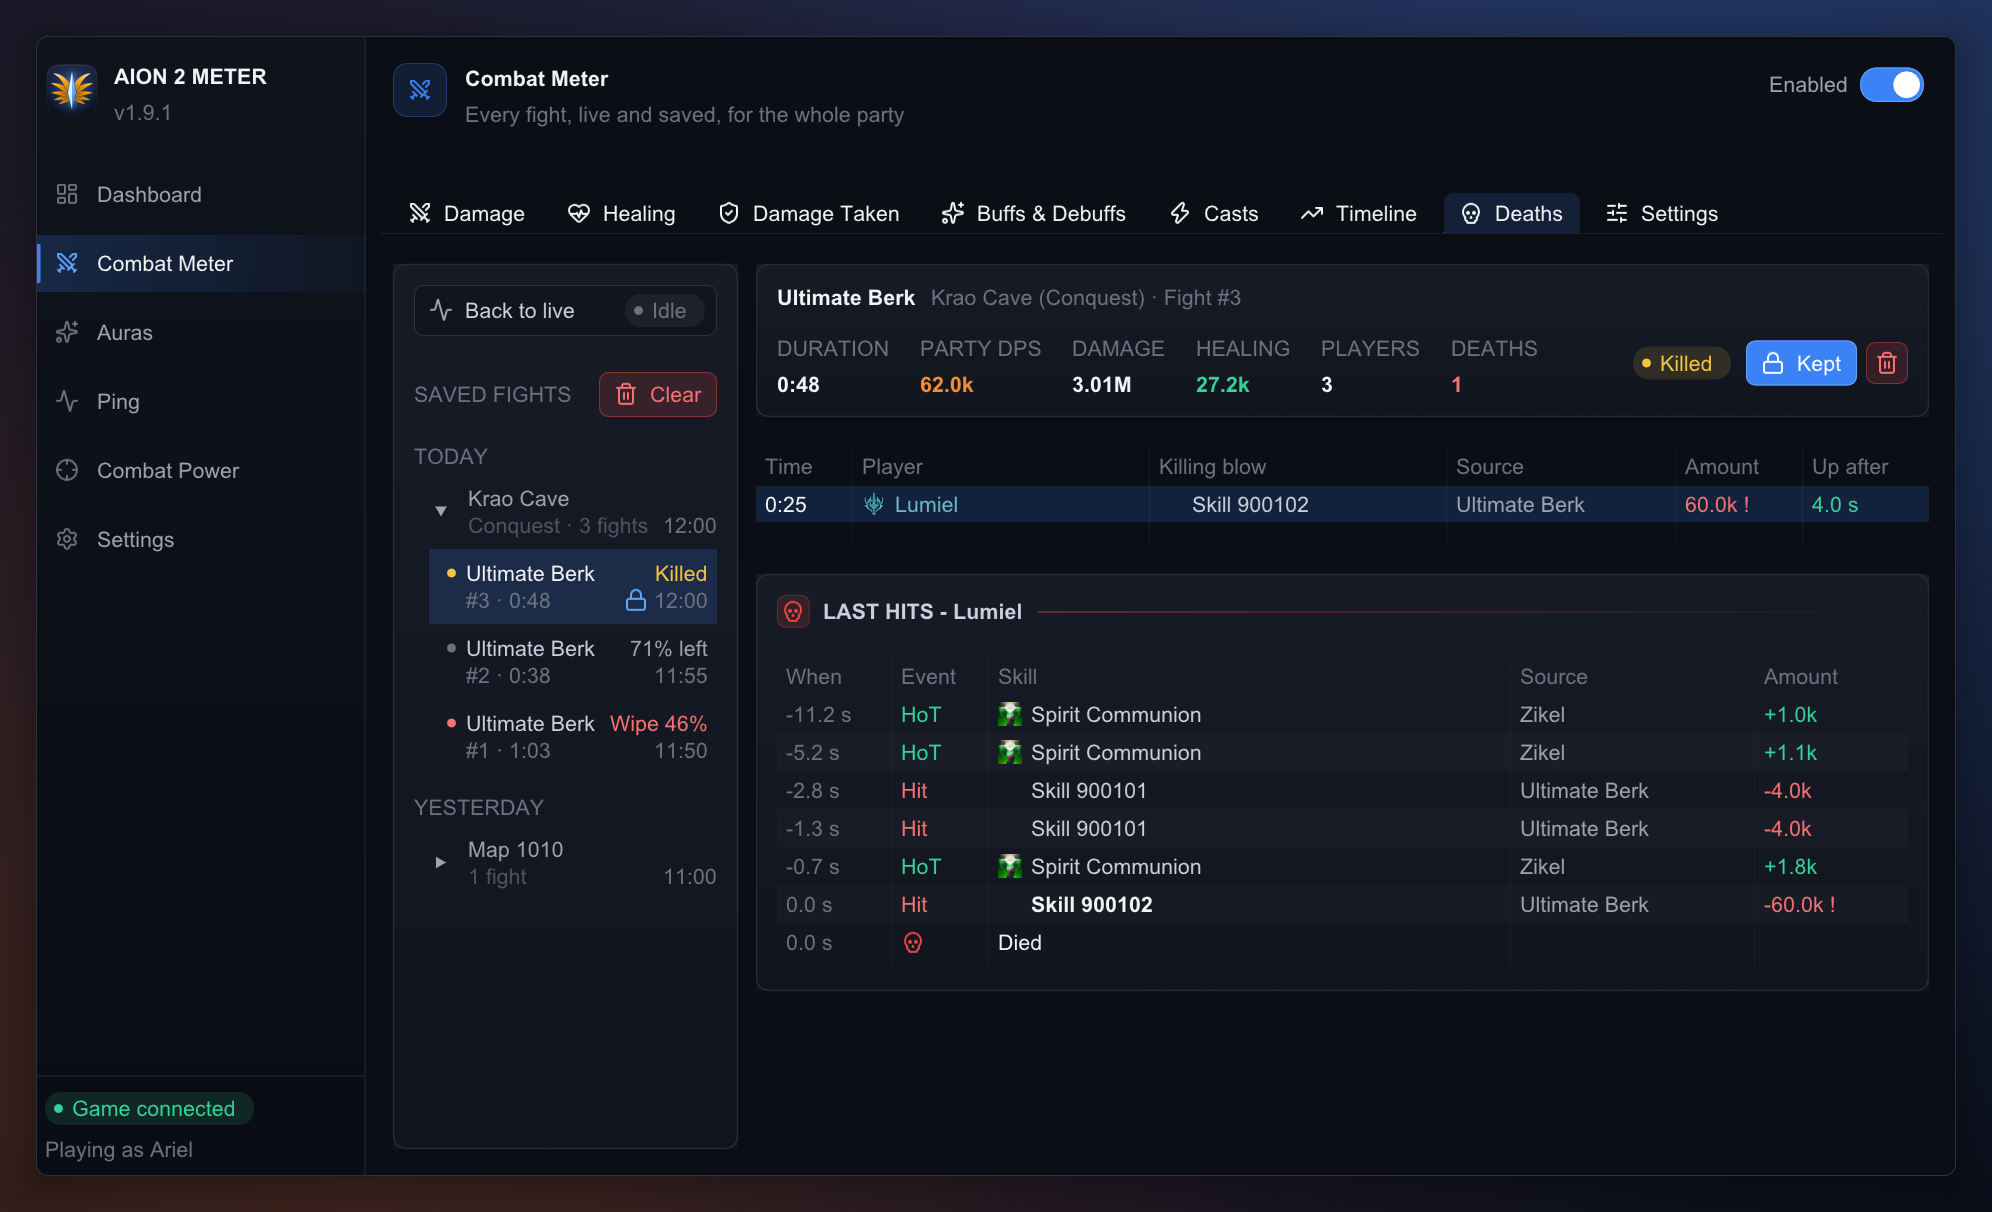 AION 2 METER
v1.9.1
Dashboard
Combat Meter
Auras
Ping
Combat Power
Settings
Game connected
Playing as Ariel
Combat Meter
Every fight, live and saved, for the whole party
Enabled
Damage
Healing
Damage Taken
Buffs & Debuffs
Casts
Timeline
Deaths
Settings
Back to live
Idle
SAVED FIGHTS
Clear
TODAY
Krao Cave
Conquest · 3 fights 12:00
Ultimate Berk Killed
#3 · 0:48 12:00
Ultimate Berk 71% left
#2 · 0:38 11:55
Ultimate Berk Wipe 46%
#1 · 1:03 11:50
YESTERDAY
Map 1010
1 fight 11:00
Ultimate Berk Krao Cave (Conquest) · Fight #3
DURATION PARTY DPS DAMAGE HEALING PLAYERS DEATHS
0:48 62.0k 3.01M 27.2k 3 1
Killed
Kept
Time Player Killing blow Source Amount Up after
0:25 Lumiel Skill 900102 Ultimate Berk 60.0k ! 4.0 s
LAST HITS - Lumiel
When Event Skill Source Amount
-11.2 s HoT Spirit Communion Zikel +1.0k
-5.2 s HoT Spirit Communion Zikel +1.1k
-2.8 s Hit Skill 900101 Ultimate Berk -4.0k
-1.3 s Hit Skill 900101 Ultimate Berk -4.0k
-0.7 s HoT Spirit Communion Zikel +1.8k
0.0 s Hit Skill 900102 Ultimate Berk -60.0k !
0.0 s Died